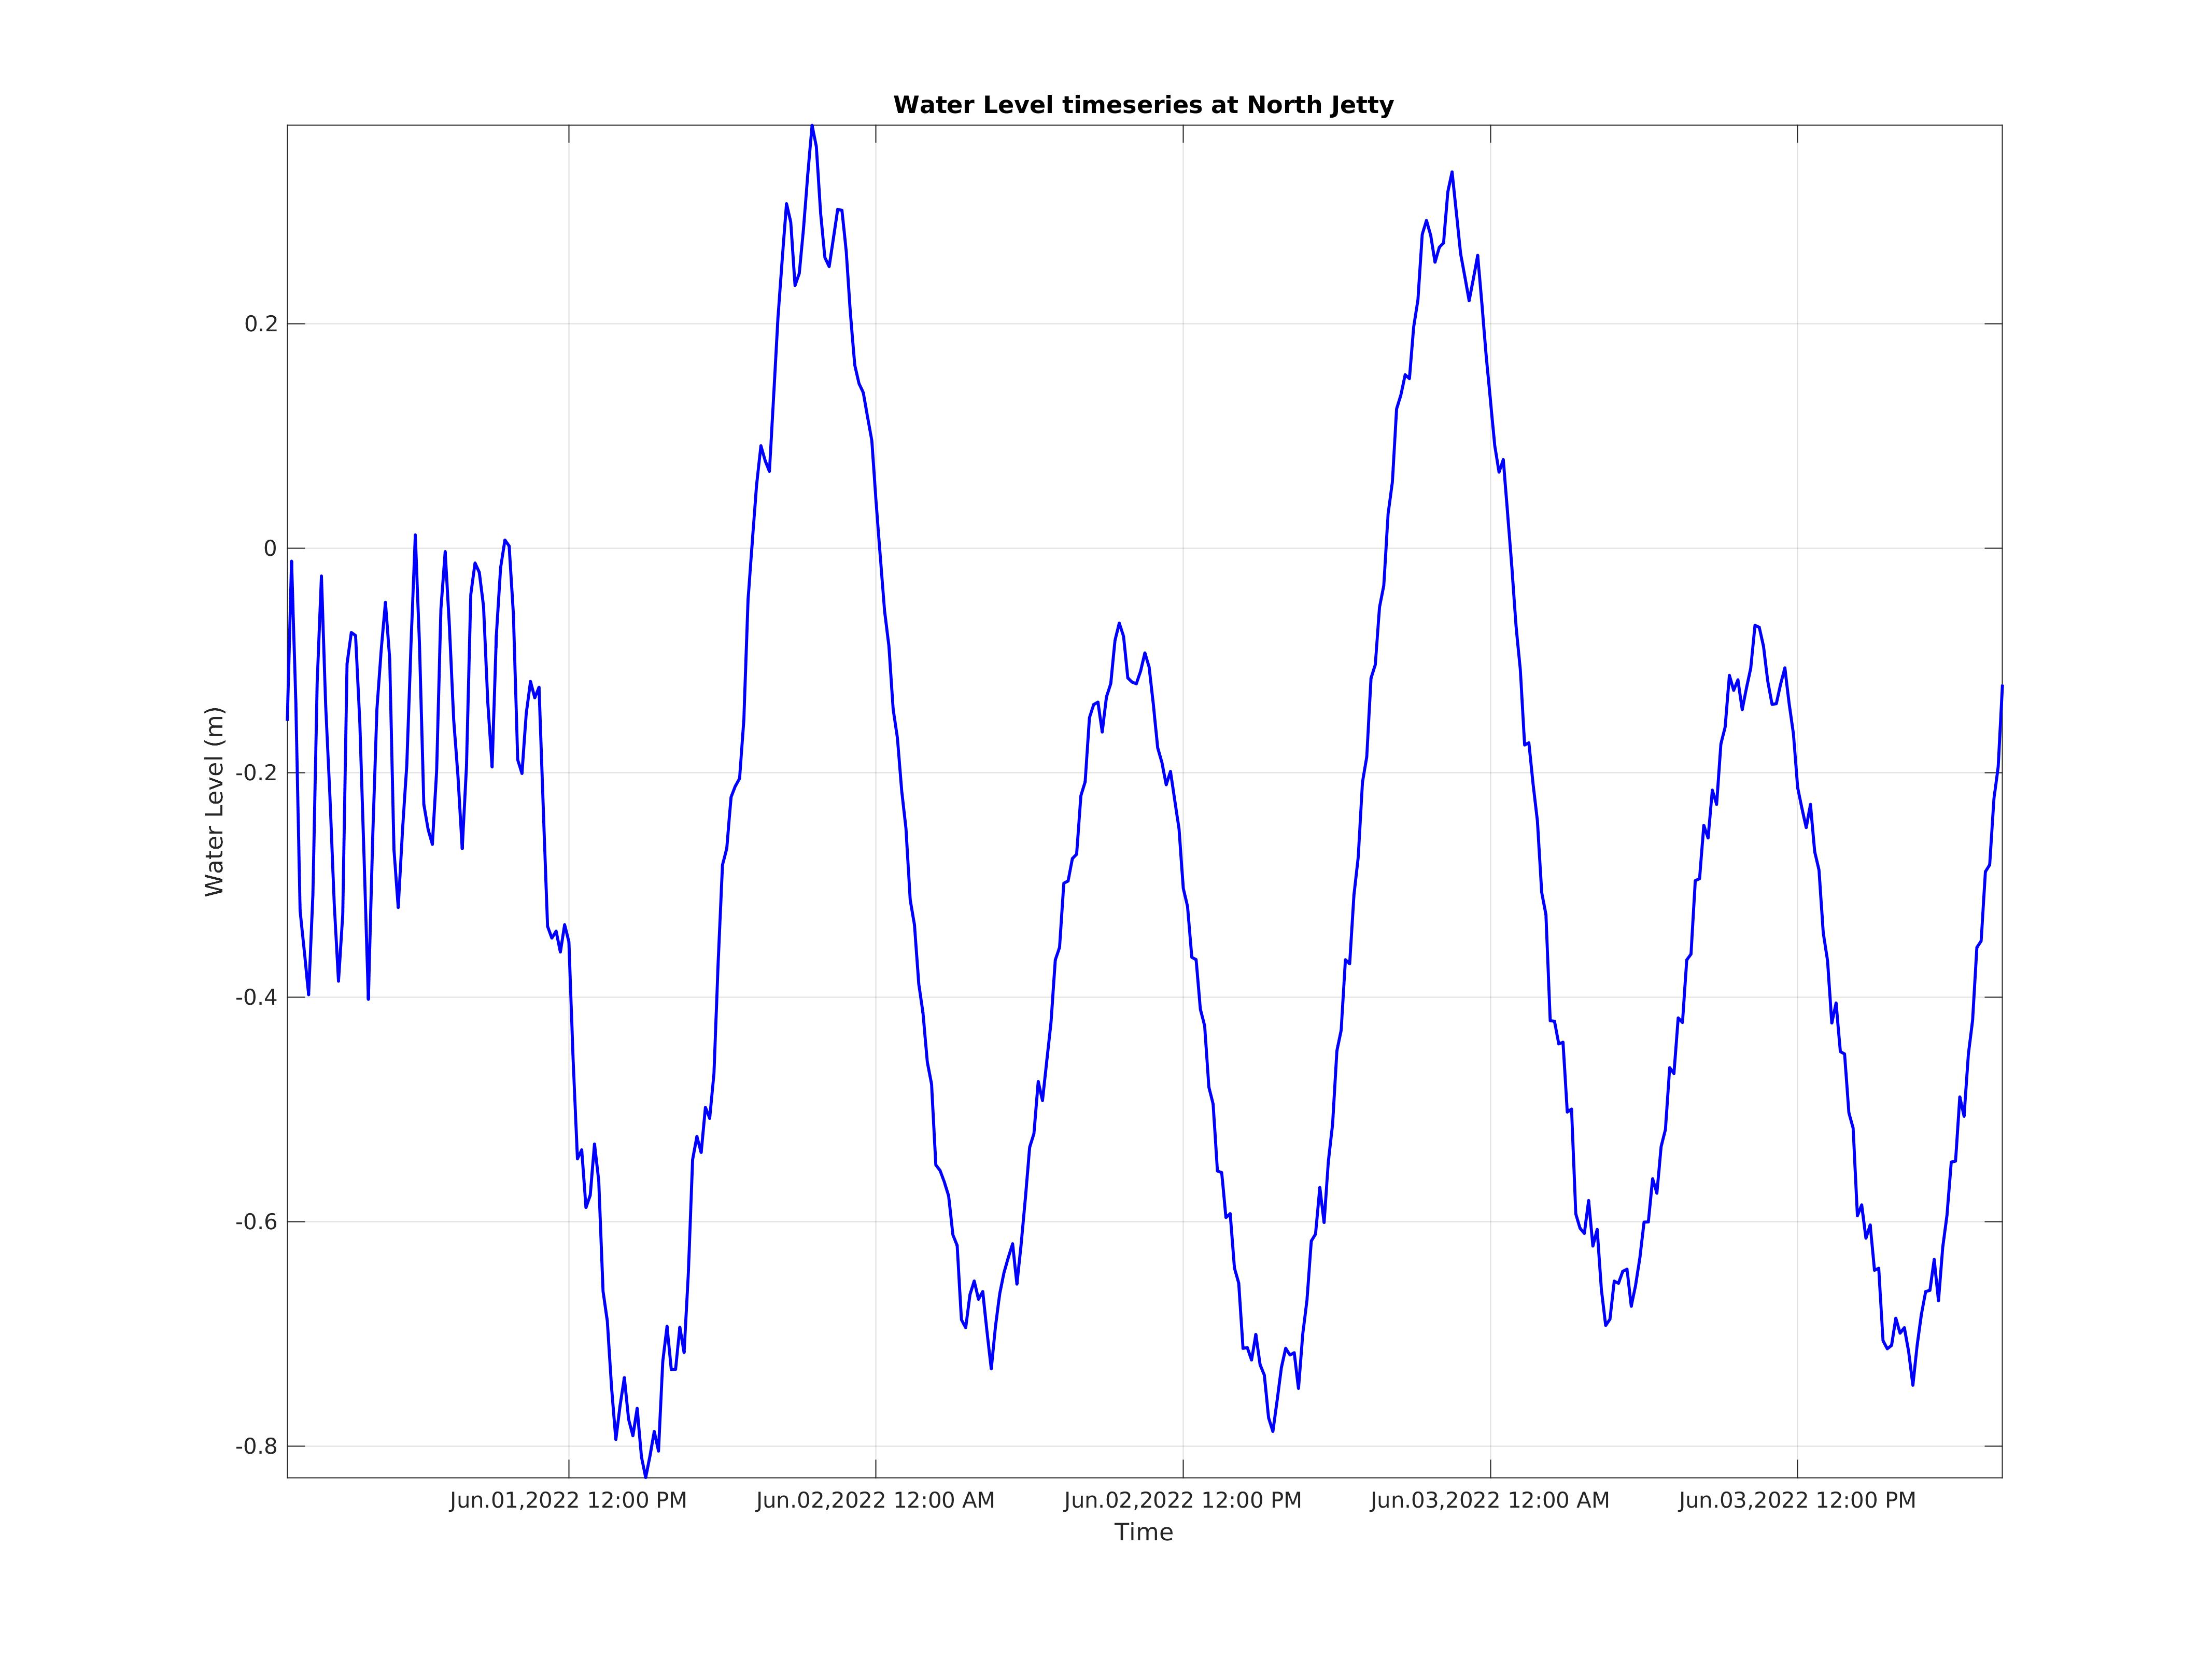 Water Level timeseries at North Jetty
0.2
0
-0.2
-0.4
-0.6
-0.8
Water Level (m)
Jun.01,2022 12:00 PM
Jun.02,2022 12:00 AM
Jun.02,2022 12:00 PM
Jun.03,2022 12:00 AM
Jun.03,2022 12:00 PM
Time